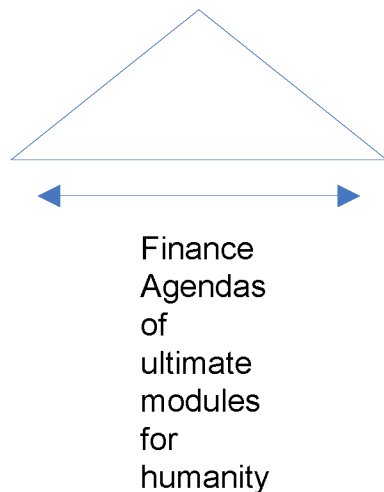 Finance
Agendas
of
ultimate
modules
for
humanity